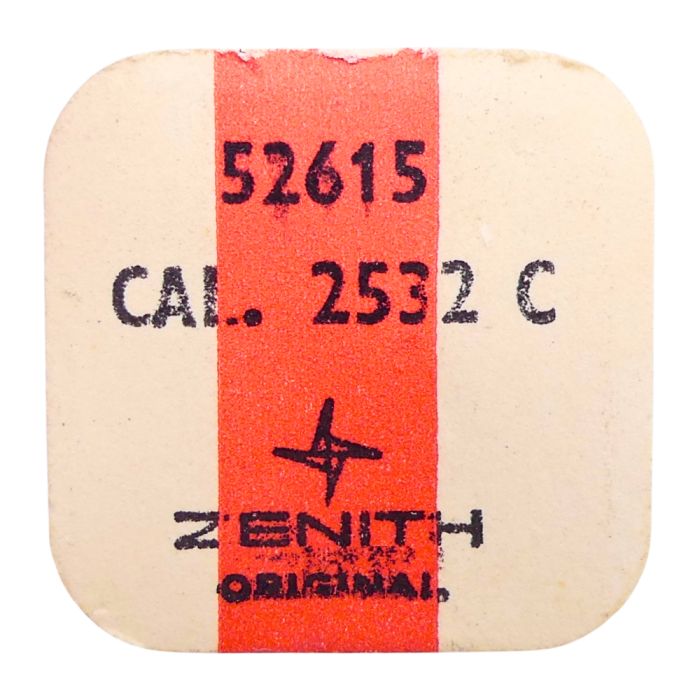 52615
CAL. 2532 C
ZENITH
ORIGINAL.